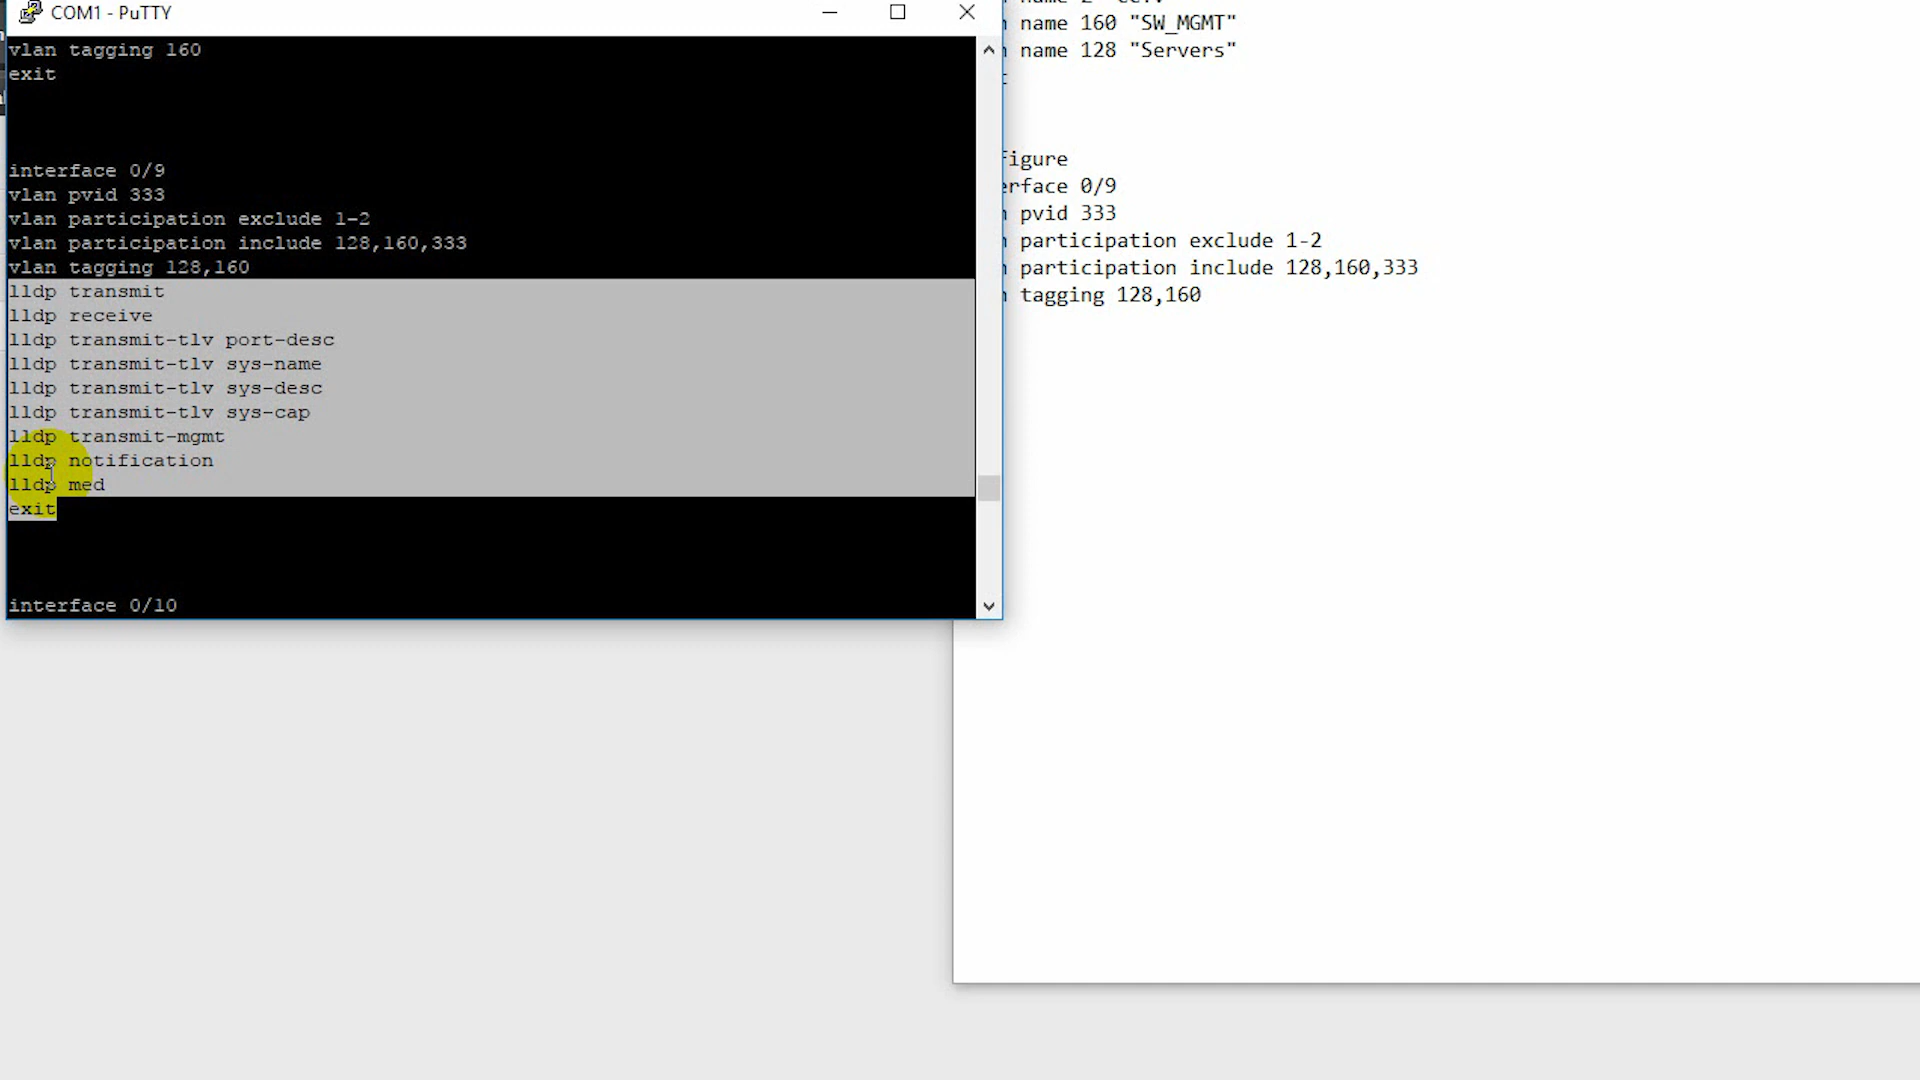 COM1 - PuTTY
vlan tagging 160
exit
interface 0/9
vlan pvid 333
vlan participation exclude 1-2
vlan participation include 128,160,333
vlan tagging 128,160
lldp transmit
lldp receive
lldp transmit-tlv port-desc
lldp transmit-tlv sys-name
lldp transmit-tlv sys-desc
lldp transmit-tlv sys-cap
lldp transmit-mgmt
lldp notification
lldp med
exit
interface 0/10
name 160 "SW_MGMT"
name 128 "Servers"
figure
erface 0/9
pvid 333
participation exclude 1-2
participation include 128,160,333
tagging 128,160